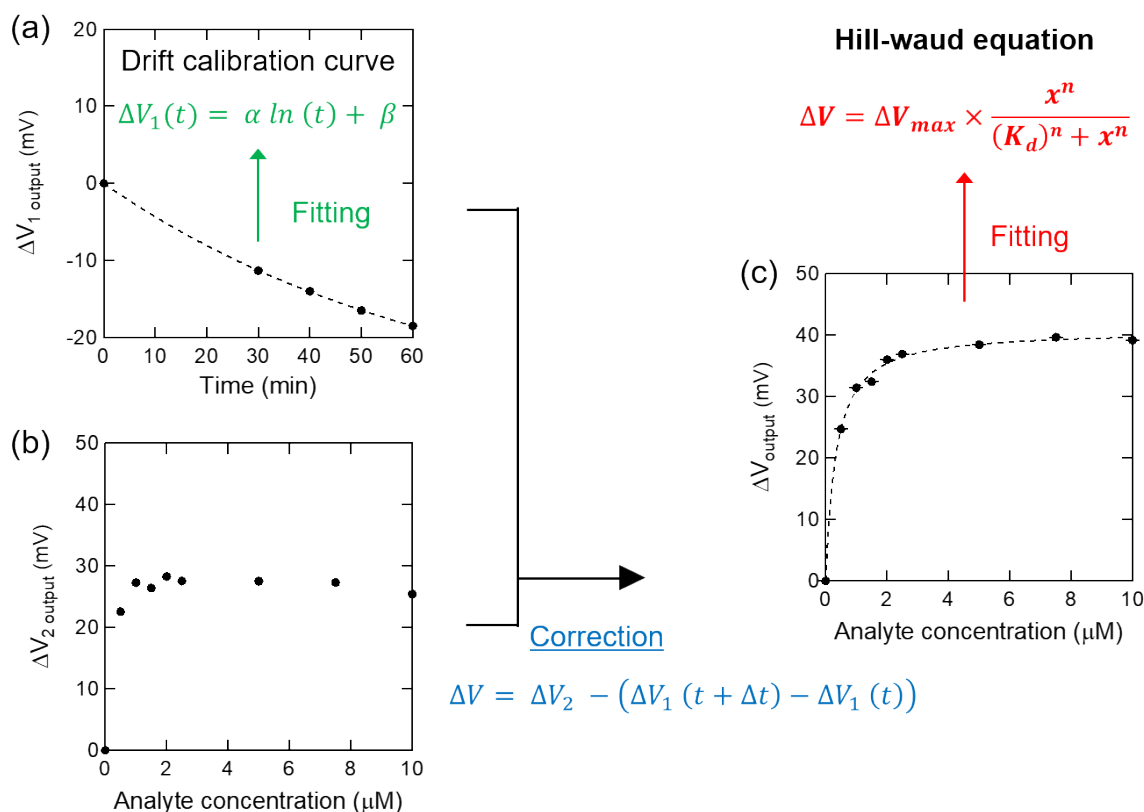 (a)
Drift calibration curve
ΔV₁(t) = α ln (t) + β
Fitting
20
10
0
-10
-20
ΔV₁ output (mV)
0 10 20 30 40 50 60
Time (min)
(b)
50
40
30
20
10
0
ΔV₂ output (mV)
0 2 4 6 8 10
Analyte concentration (μM)
Correction
ΔV = ΔV₂ − (ΔV₁ (t + Δt) − ΔV₁ (t))
Hill-waud equation
ΔV = ΔVmax × xⁿ / (Kd)ⁿ + xⁿ
Fitting
(c)
50
40
30
20
10
0
ΔVoutput (mV)
0 2 4 6 8 10
Analyte concentration (μM)